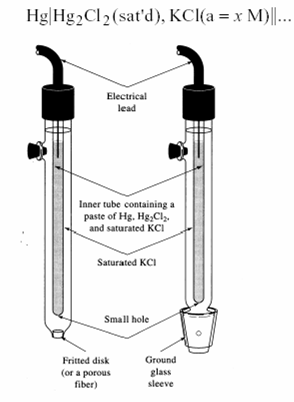 Hg|Hg₂Cl₂(sat'd), KCl(a = x M)||...
Electrical
lead
Inner tube containing a
paste of Hg, Hg₂Cl₂,
and saturated KCl
Saturated KCl
Small hole
Fritted disk
(or a porous
fiber)
Ground
glass
sleeve